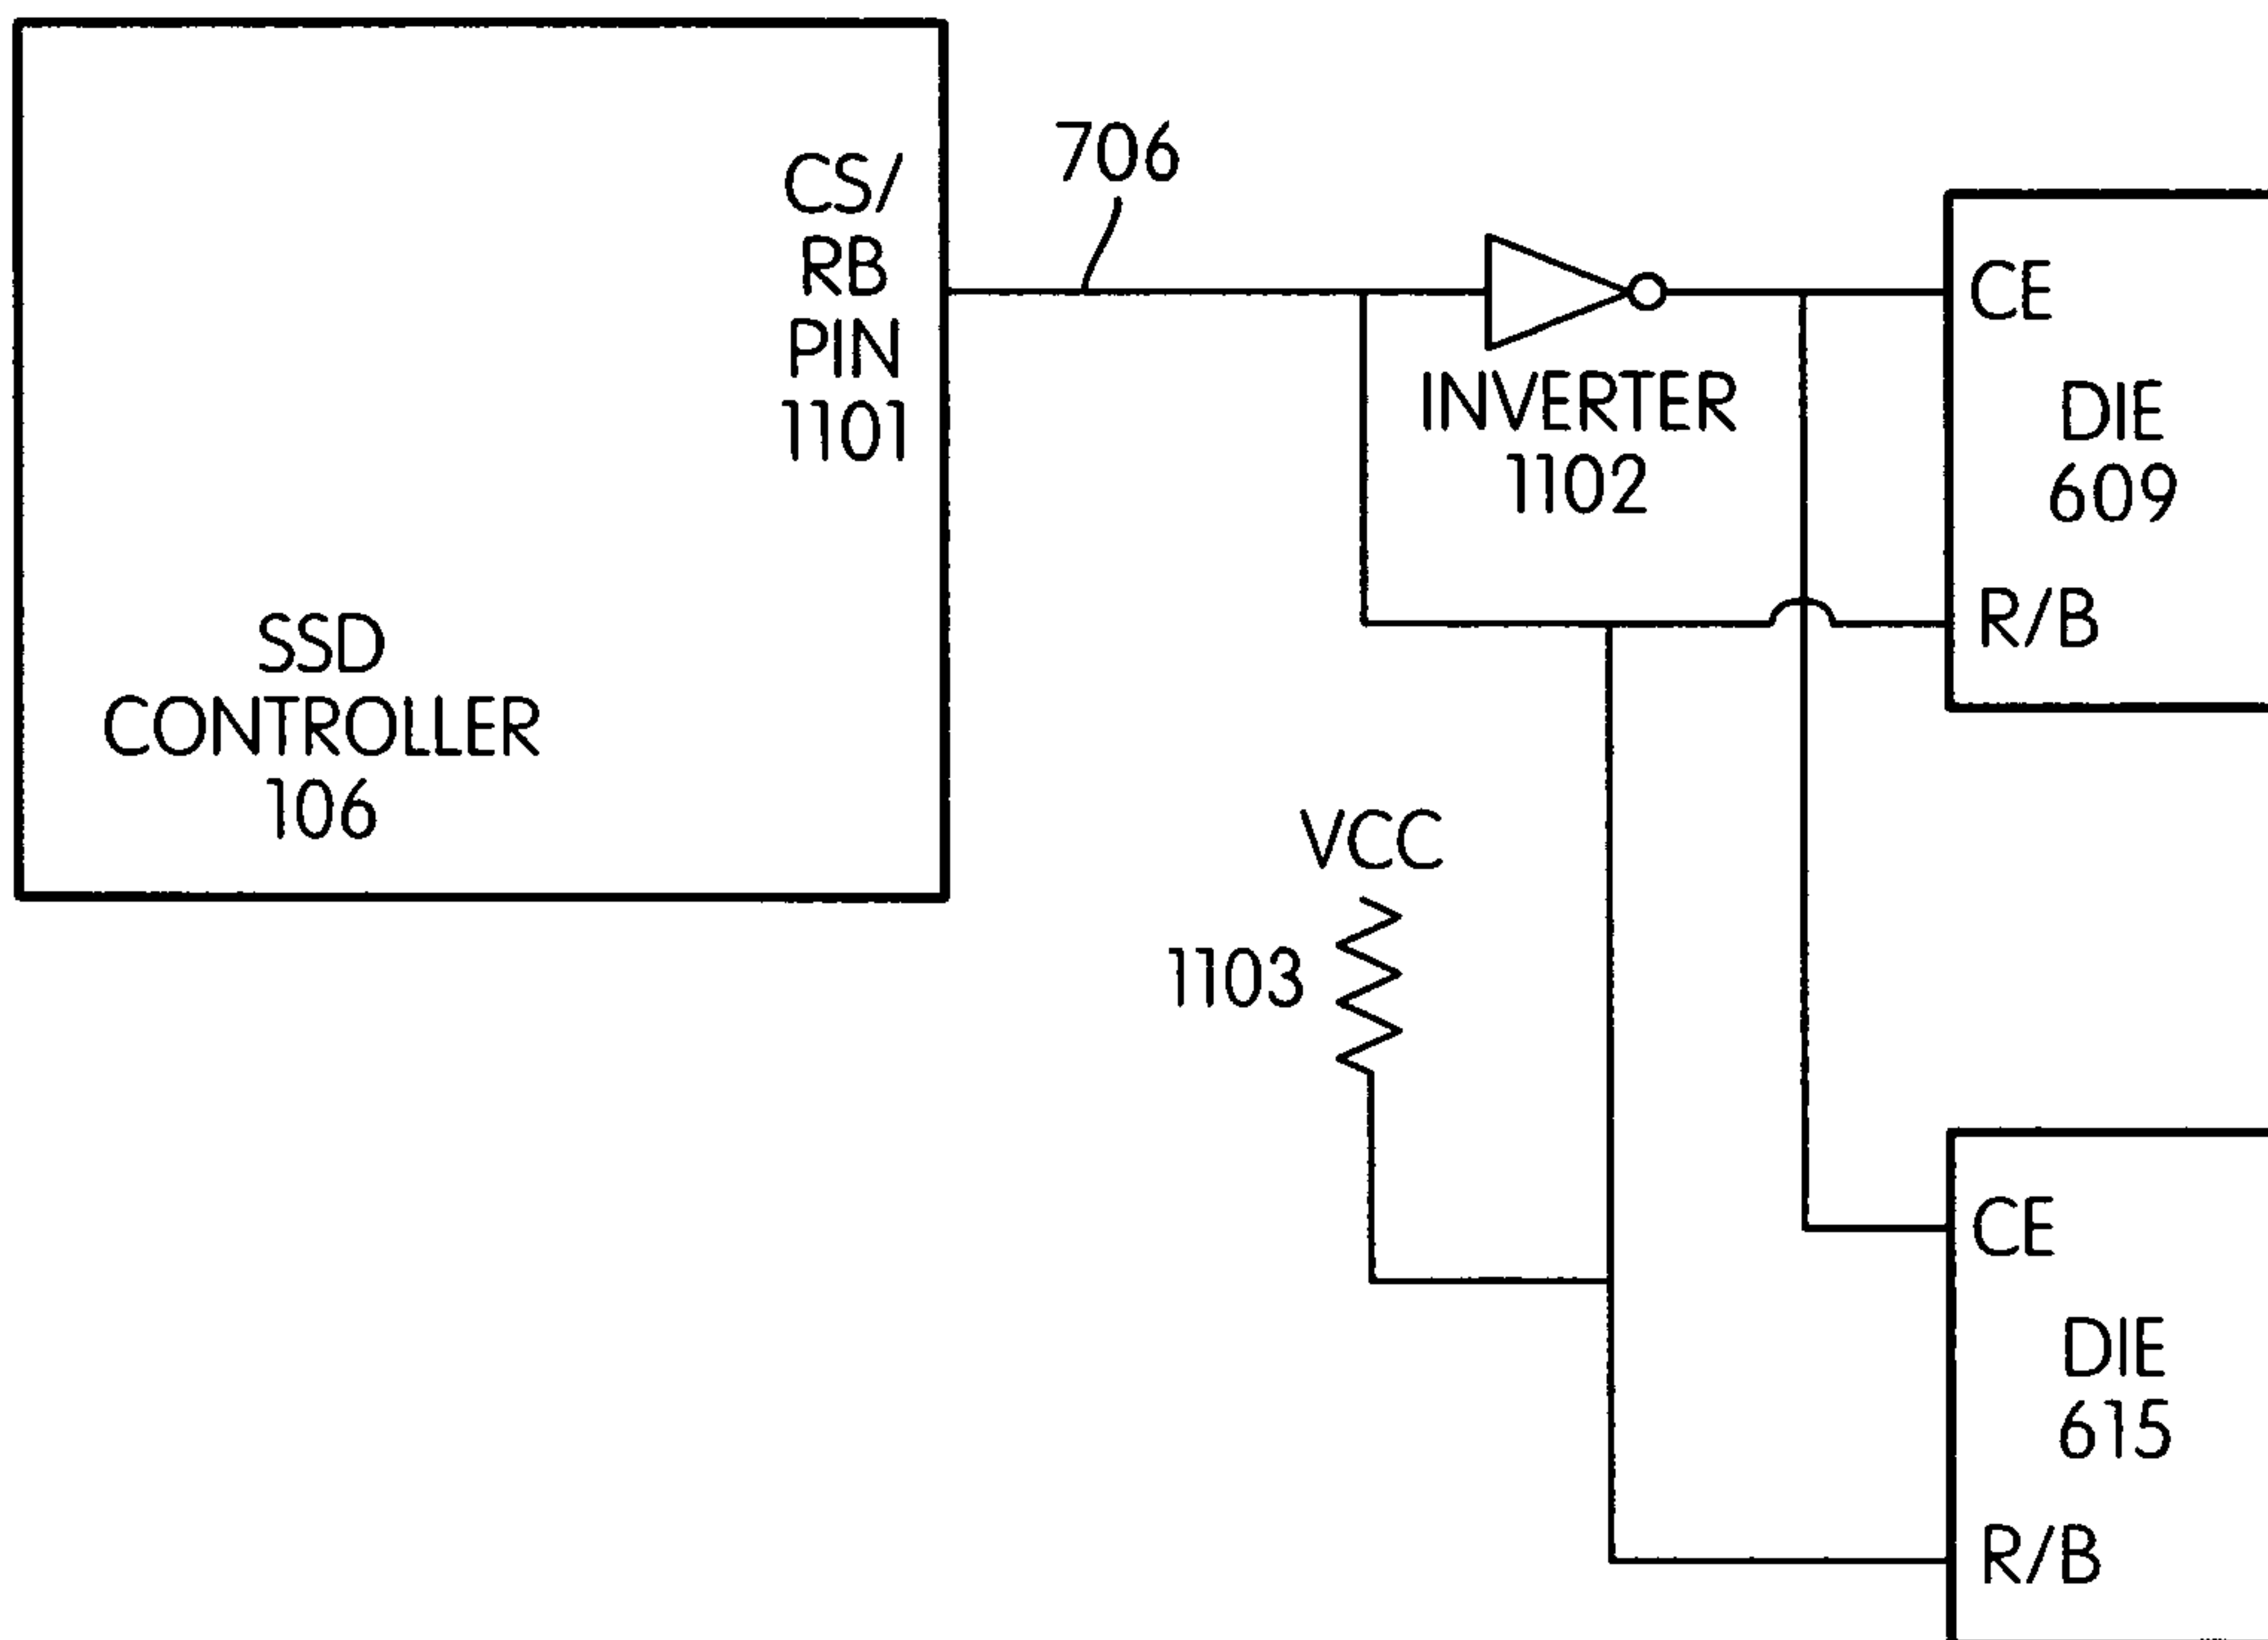 CS/
RB
PIN
1101
SSD
CONTROLLER
106
706
INVERTER
1102
VCC
1103
CE
DIE
609
R/B
CE
DIE
615
R/B